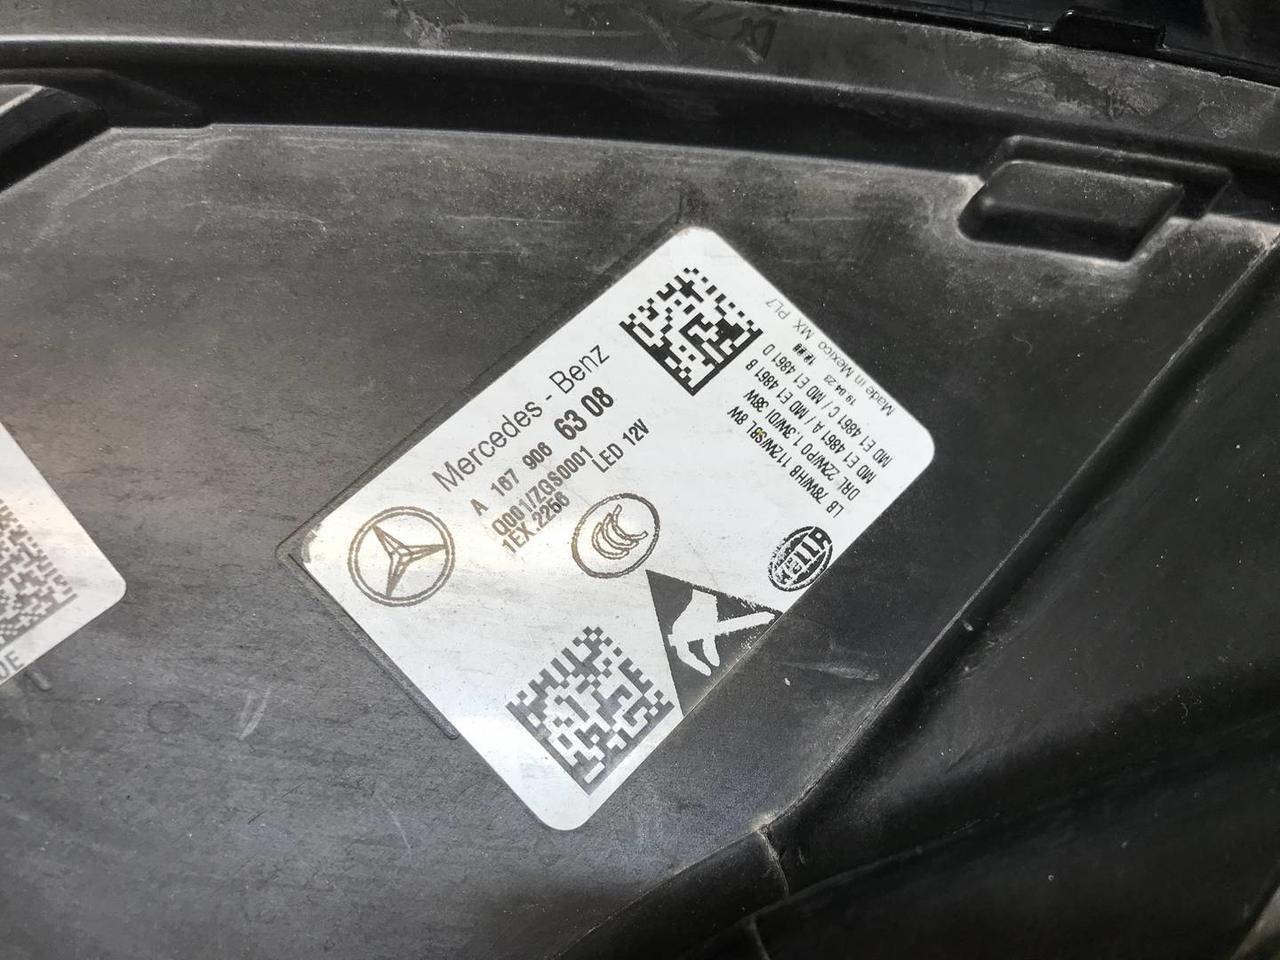 Mercedes - Benz
A 167 906 63 08
Q001/ZGS0001
1EX.2256
LED 12V
HELLA
LB 78W/HB 112W/SBL 8W
DRL 22W/PO 1,3W/DI 38W
MD E1 4861 A / MD E1 4861 B
MD E1 4861 C / MD E1 4861 D
19 04 23
Made in Mexico MX PL7